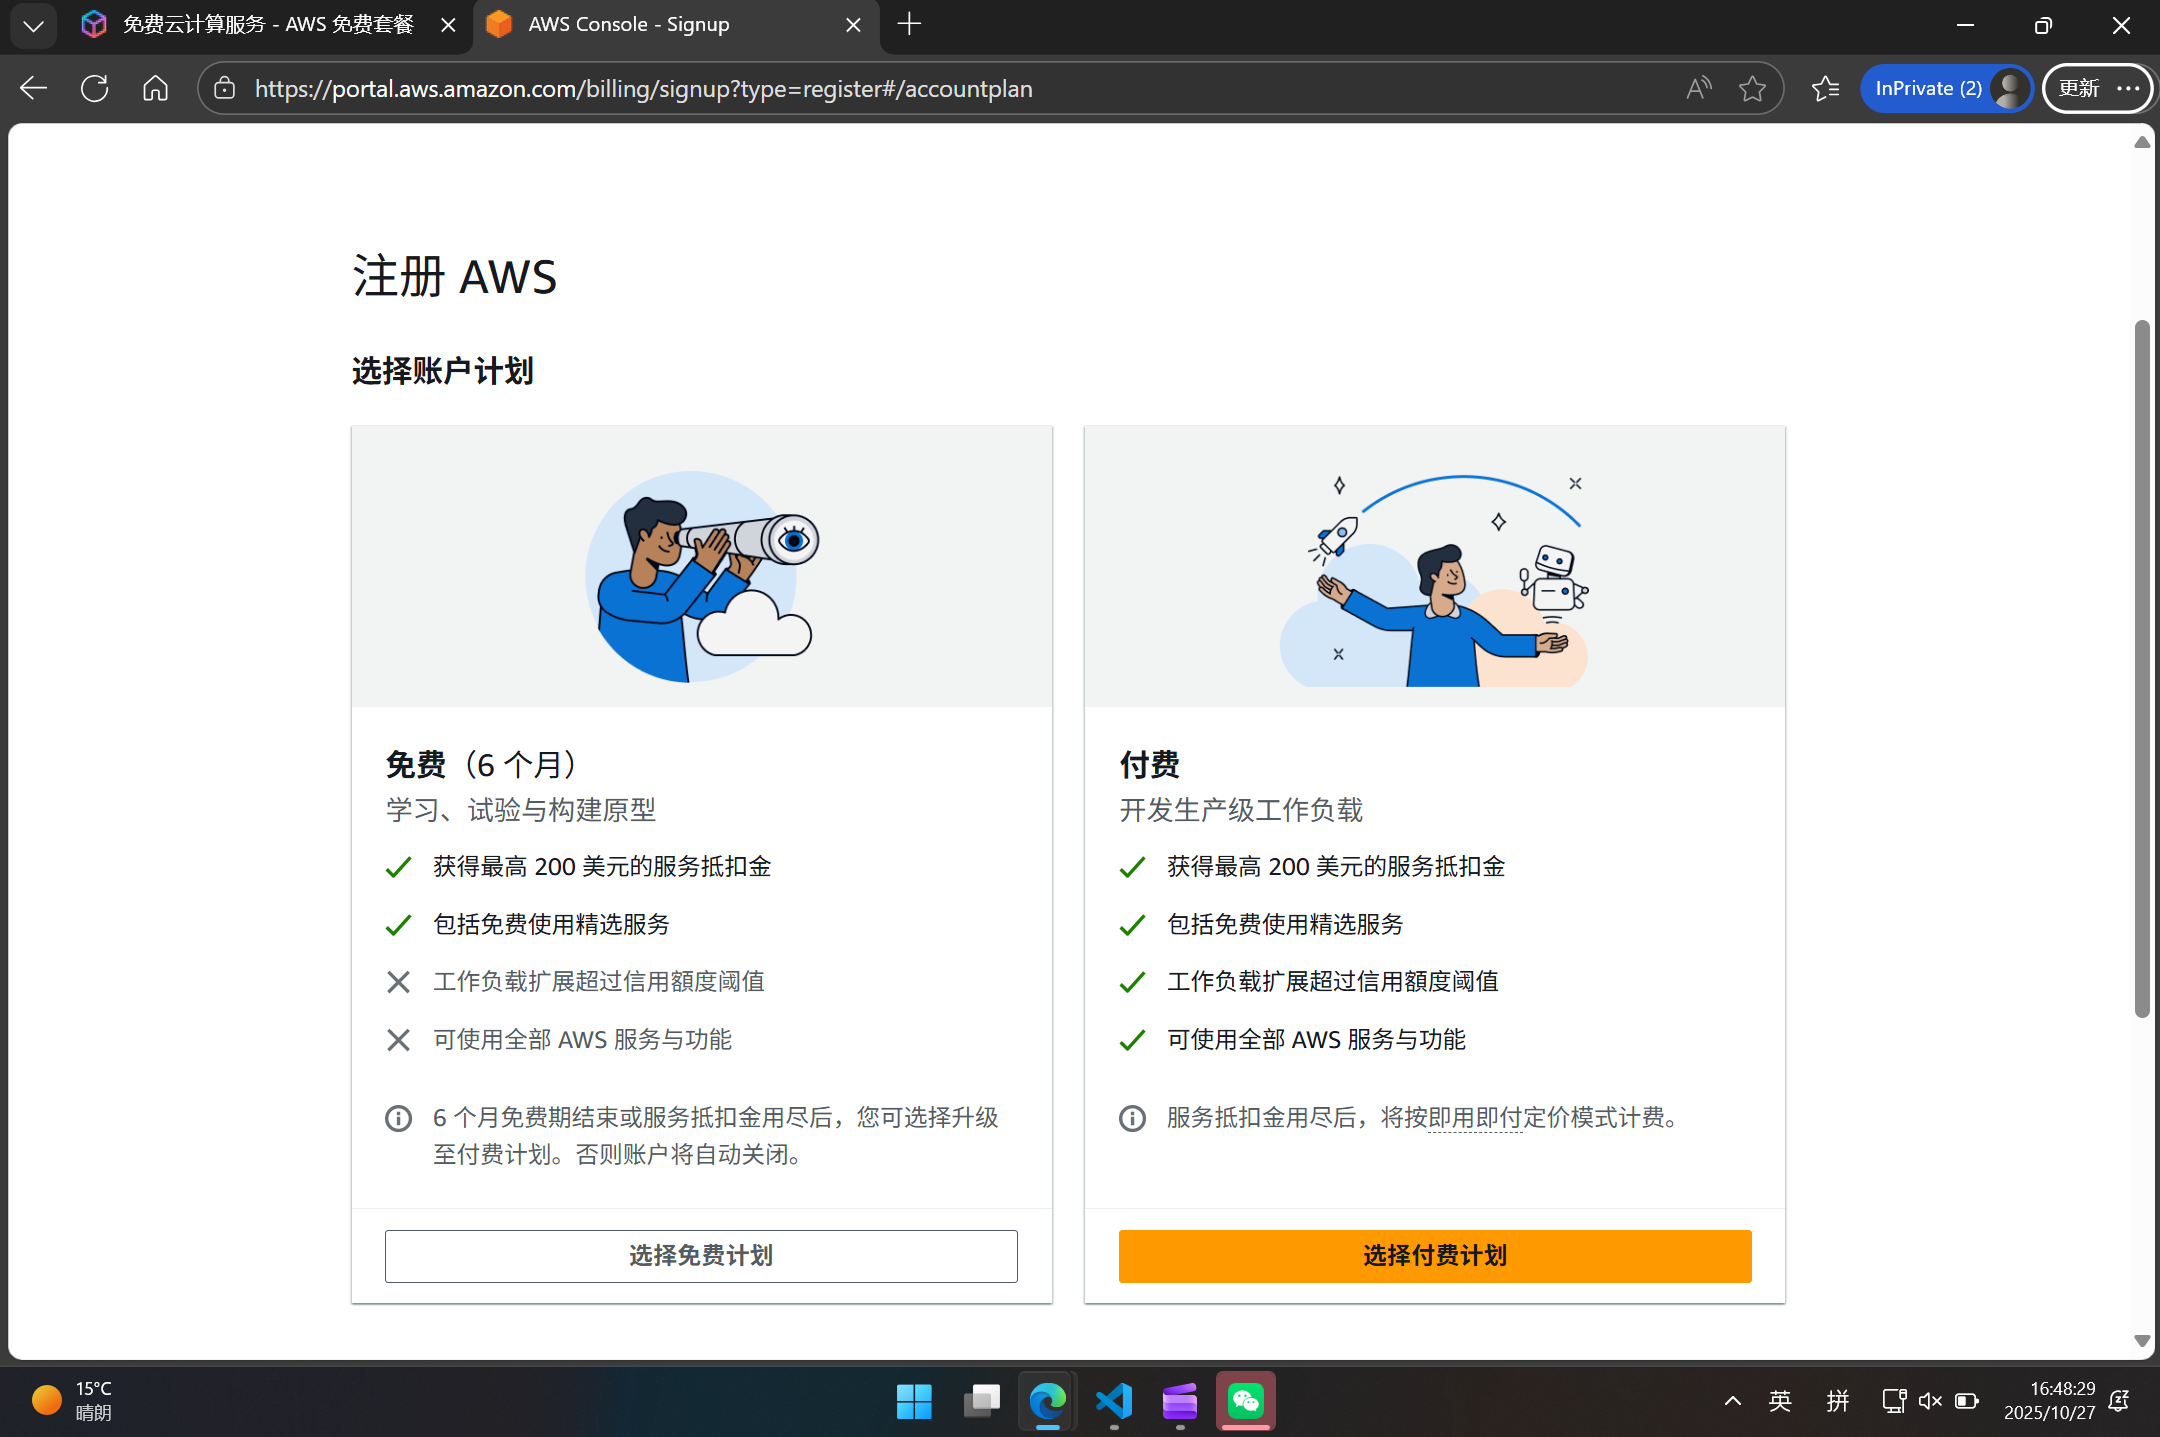 免费云计算服务 - AWS 免费套餐
AWS Console - Signup
https://portal.aws.amazon.com/billing/signup?type=register#/accountplan
InPrivate (2)
更新
注册 AWS
选择账户计划
免费（6 个月）
学习、试验与构建原型
获得最高 200 美元的服务抵扣金
包括免费使用精选服务
工作负载扩展超过信用額度阈值
可使用全部 AWS 服务与功能
6 个月免费期结束或服务抵扣金用尽后，您可选择升级
至付费计划。否则账户将自动关闭。
选择免费计划
付费
开发生产级工作负载
获得最高 200 美元的服务抵扣金
包括免费使用精选服务
工作负载扩展超过信用額度阈值
可使用全部 AWS 服务与功能
服务抵扣金用尽后，将按即用即付定价模式计费。
选择付费计划
15°C
晴朗
英
拼
16:48:29
2025/10/27